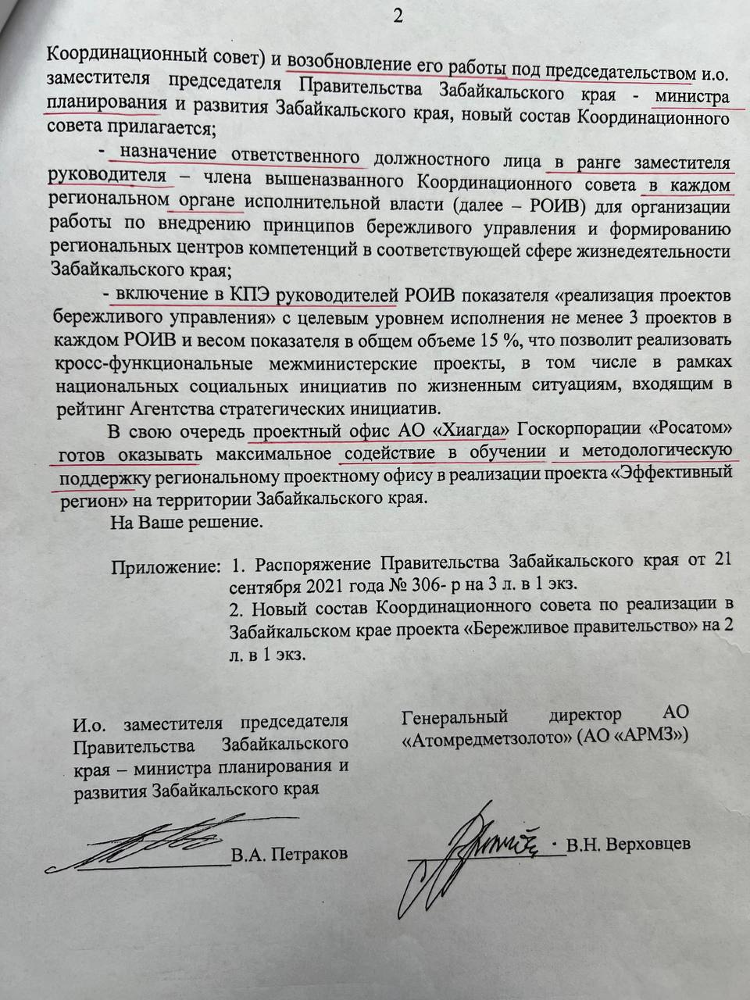 2
Координационный совет) и возобновление его работы под председательством и.о.
заместителя председателя Правительства Забайкальского края - министра
планирования и развития Забайкальского края, новый состав Координационного
совета прилагается;
- назначение ответственного должностного лица в ранге заместителя
руководителя – члена вышеназванного Координационного совета в каждом
региональном органе исполнительной власти (далее – РОИВ) для организации
работы по внедрению принципов бережливого управления и формированию
региональных центров компетенций в соответствующей сфере жизнедеятельности
Забайкальского края;
- включение в КПЭ руководителей РОИВ показателя «реализация проектов
бережливого управления» с целевым уровнем исполнения не менее 3 проектов в
каждом РОИВ и весом показателя в общем объеме 15 %, что позволит реализовать
кросс-функциональные межминистерские проекты, в том числе в рамках
национальных социальных инициатив по жизненным ситуациям, входящим в
рейтинг Агентства стратегических инициатив.
В свою очередь проектный офис АО «Хиагда» Госкорпорации «Росатом»
готов оказывать максимальное содействие в обучении и методологическую
поддержку региональному проектному офису в реализации проекта «Эффективный
регион» на территории Забайкальского края.
На Ваше решение.
Приложение: 1. Распоряжение Правительства Забайкальского края от 21
сентября 2021 года № 306- р на 3 л. в 1 экз.
2. Новый состав Координационного совета по реализации в
Забайкальском крае проекта «Бережливое правительство» на 2
л. в 1 экз.
И.о. заместителя председателя
Правительства Забайкальского
края – министра планирования и
развития Забайкальского края
В.А. Петраков
Генеральный директор АО
«Атомредметзолото» (АО «АРМЗ»)
В.Н. Верховцев